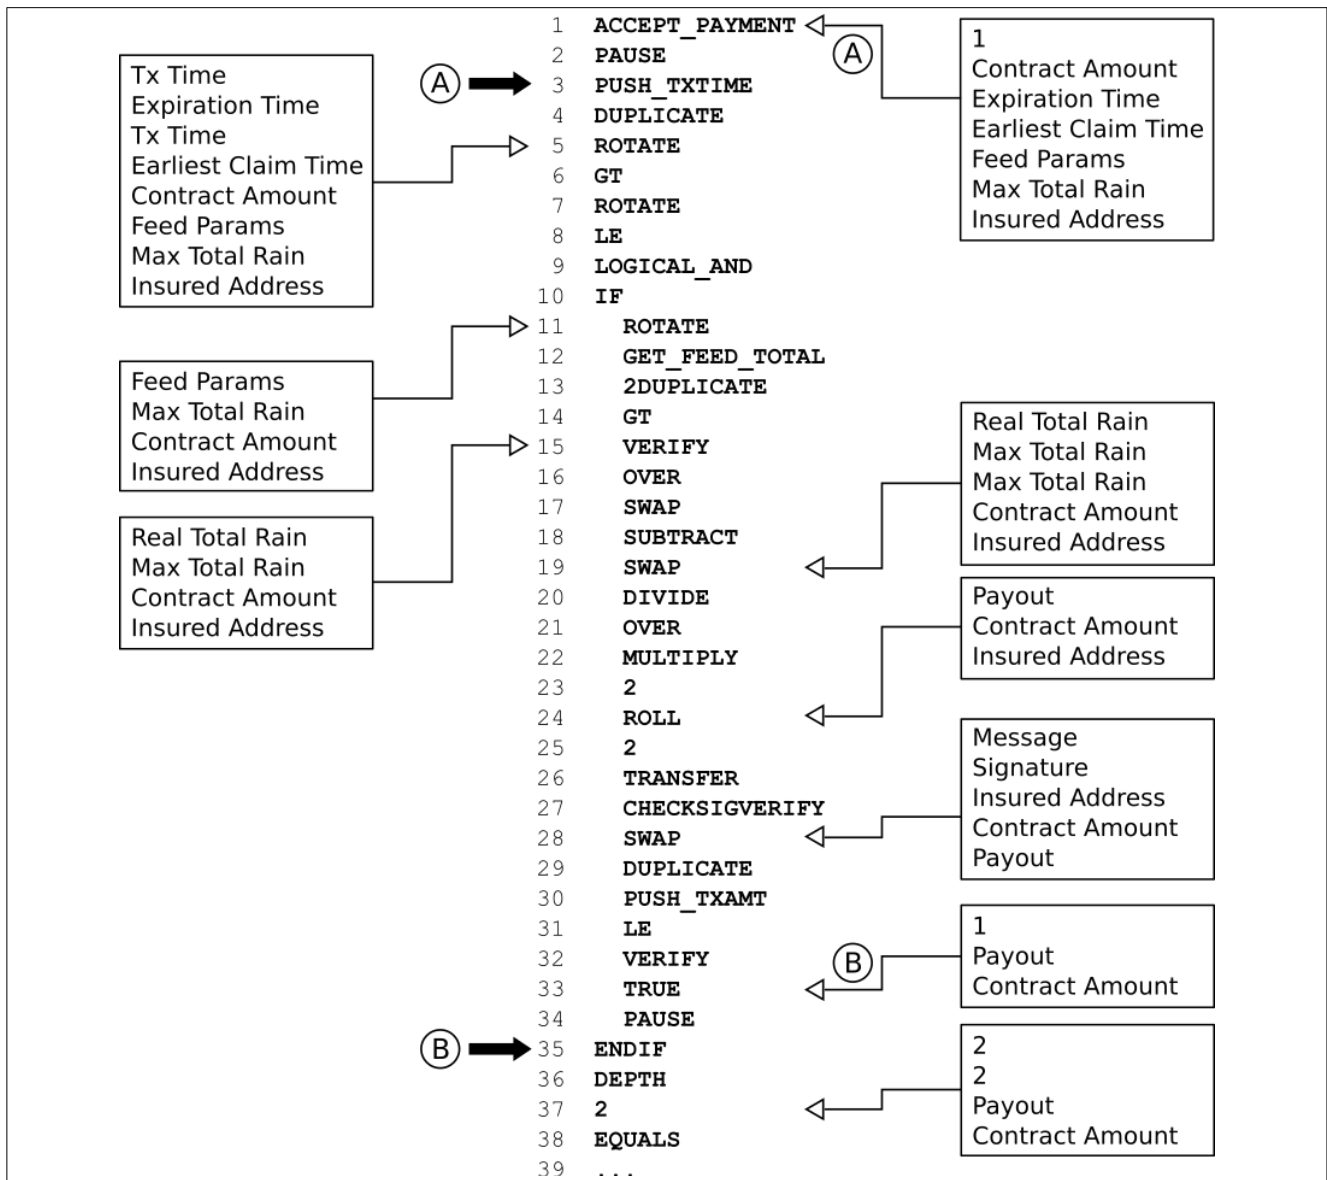 1 ACCEPT_PAYMENT
2 PAUSE
3 PUSH_TXTIME
4 DUPLICATE
5 ROTATE
6 GT
7 ROTATE
8 LE
9 LOGICAL_AND
10 IF
11 ROTATE
12 GET_FEED_TOTAL
13 2DUPLICATE
14 GT
15 VERIFY
16 OVER
17 SWAP
18 SUBTRACT
19 SWAP
20 DIVIDE
21 OVER
22 MULTIPLY
23 2
24 ROLL
25 2
26 TRANSFER
27 CHECKSIGVERIFY
28 SWAP
29 DUPLICATE
30 PUSH_TXAMT
31 LE
32 VERIFY
33 TRUE
34 PAUSE
35 ENDIF
36 DEPTH
37 2
38 EQUALS
39 ...
A
B
Tx Time
Expiration Time
Tx Time
Earliest Claim Time
Contract Amount
Feed Params
Max Total Rain
Insured Address
Feed Params
Max Total Rain
Contract Amount
Insured Address
Real Total Rain
Max Total Rain
Contract Amount
Insured Address
A
1
Contract Amount
Expiration Time
Earliest Claim Time
Feed Params
Max Total Rain
Insured Address
Real Total Rain
Max Total Rain
Max Total Rain
Contract Amount
Insured Address
Payout
Contract Amount
Insured Address
Message
Signature
Insured Address
Contract Amount
Payout
B
1
Payout
Contract Amount
2
2
Payout
Contract Amount